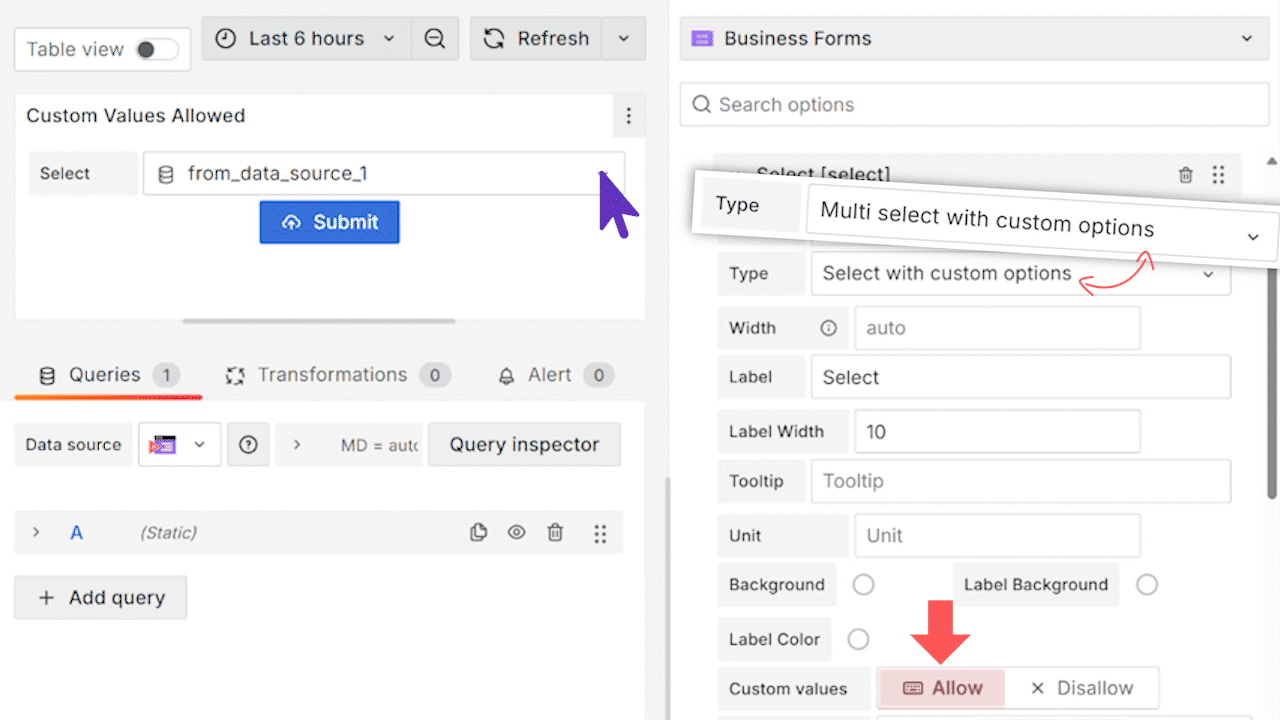 Table view
Last 6 hours
Refresh
Custom Values Allowed
Select
from_data_source_1
Submit
Queries 1
Transformations 0
Alert 0
Data source
MD = auto
Query inspector
A
(Static)
Add query
Business Forms
Search options
Select [select]
Type
Multi select with custom options
Type
Select with custom options
Width
auto
Label
Select
Label Width
10
Tooltip
Tooltip
Unit
Unit
Background
Label Background
Label Color
Custom values
Allow
Disallow